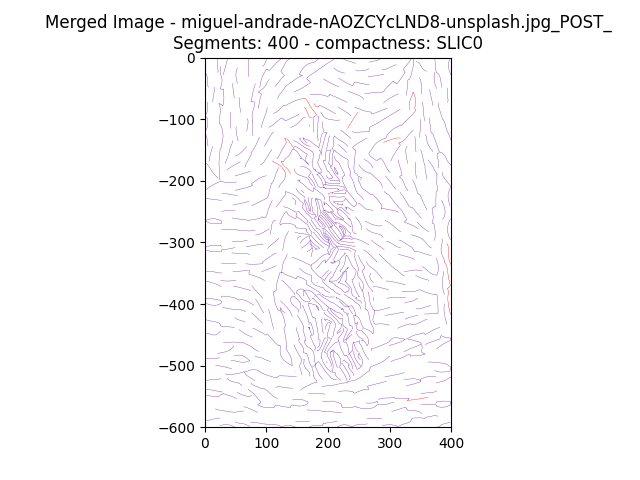 Merged Image - miguel-andrade-nAOZCYcLND8-unsplash.jpg_POST_
Segments: 400 - compactness: SLIC0
0
−100
−200
−300
−400
−500
−600
0 100 200 300 400